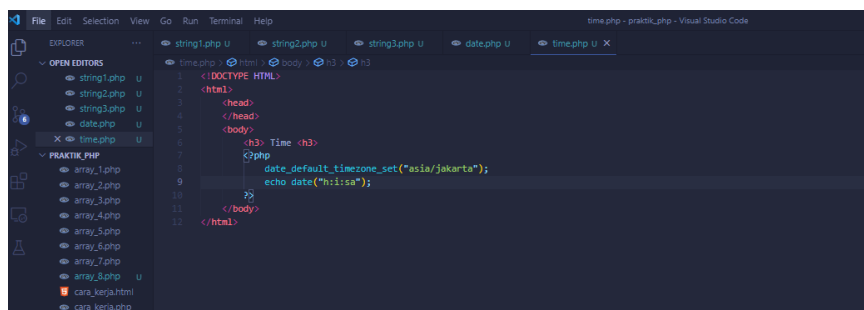 File Edit Selection View Go Run Terminal Help time.php - praktik_php - Visual Studio Code
EXPLORER ...
string1.php U string2.php U string3.php U date.php U time.php U
OPEN EDITORS
string1.php U
string2.php U
string3.php U
date.php U
time.php U
PRAKTIK_PHP
array_1.php
array_2.php
array_3.php
array_4.php
array_5.php
array_6.php
array_7.php
array_8.php U
cara_kerja.html
cara_kerja.php
6
time.php > html > body > h3 > h3
1 <!DOCTYPE HTML>
2 <html>
3 <head>
4 </head>
5 <body>
6 <h3> Time <h3>
7 <?php
8 date_default_timezone_set("asia/jakarta");
9 echo date("h:i:sa");
10 ?>
11 </body>
12 </html>